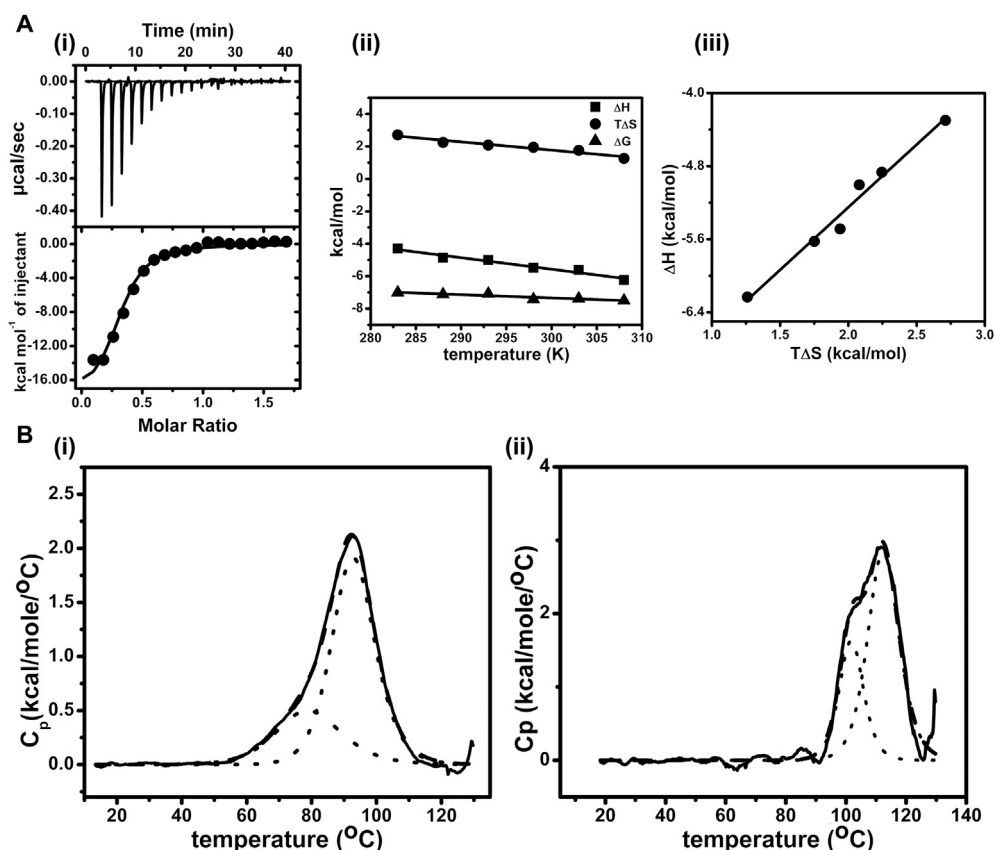 A
(i)
Time (min)
0 10 20 30 40
0.00
-0.10
-0.20
-0.30
-0.40
µcal/sec
0.00
-4.00
-8.00
-12.00
-16.00
kcal mol⁻¹ of injectant
0.0 0.5 1.0 1.5
Molar Ratio
(ii)
ΔH
TΔS
ΔG
4
2
0
-2
-4
-6
-8
kcal/mol
280 285 290 295 300 305 310
temperature (K)
(iii)
-4.0
-4.8
-5.6
-6.4
ΔH (kcal/mol)
1.0 1.5 2.0 2.5 3.0
TΔS (kcal/mol)
B
(i)
2.5
2.0
1.5
1.0
0.5
0.0
Cp(kcal/mole/°C)
20 40 60 80 100 120
temperature (°C)
(ii)
4
2
0
Cp (kcal/mole/°C)
20 40 60 80 100 120 140
temperature (°C)